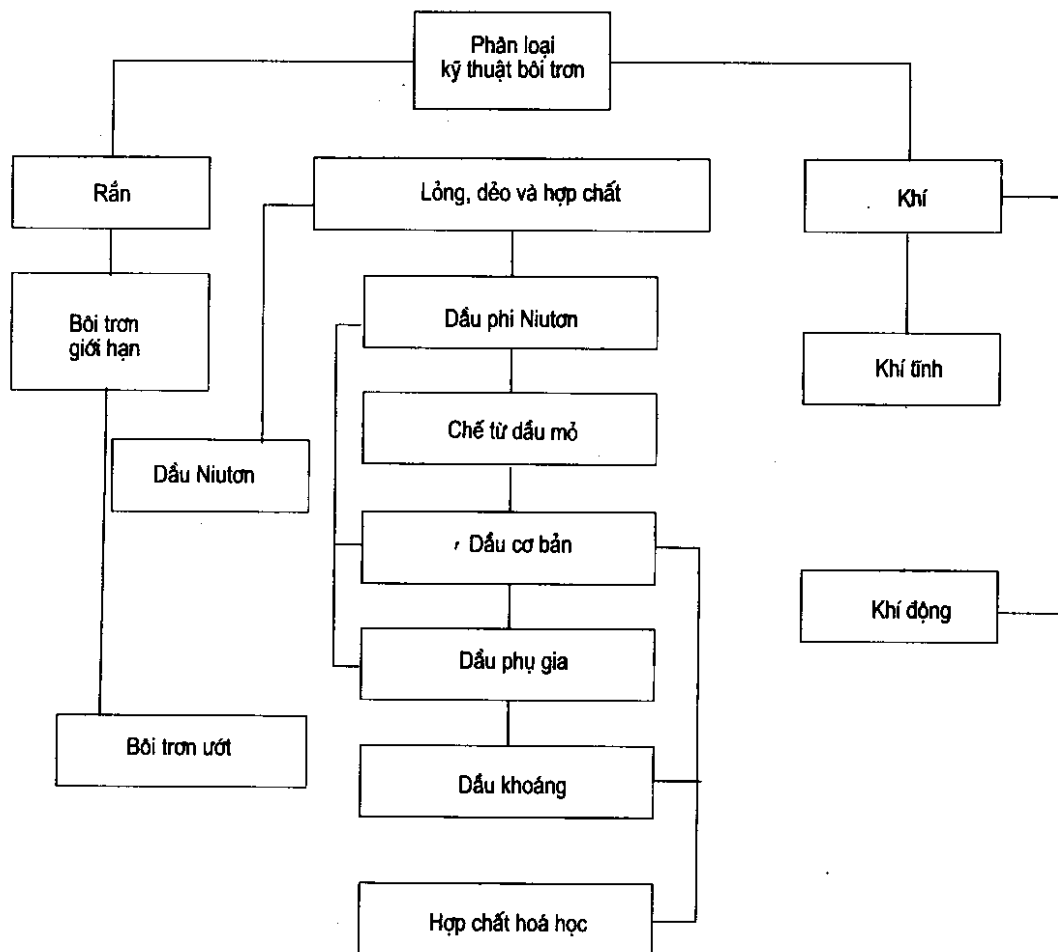 Phân loại
kỹ thuật bôi trơn
Rắn
Lỏng, dẻo và hợp chất
Khí
Bôi trơn
giới hạn
Dầu phi Niutơn
Khí tĩnh
Chế từ dầu mỏ
Dầu Niutơn
Dầu cơ bản
Khí động
Dầu phụ gia
Bôi trơn ướt
Dầu khoáng
Hợp chất hoá học